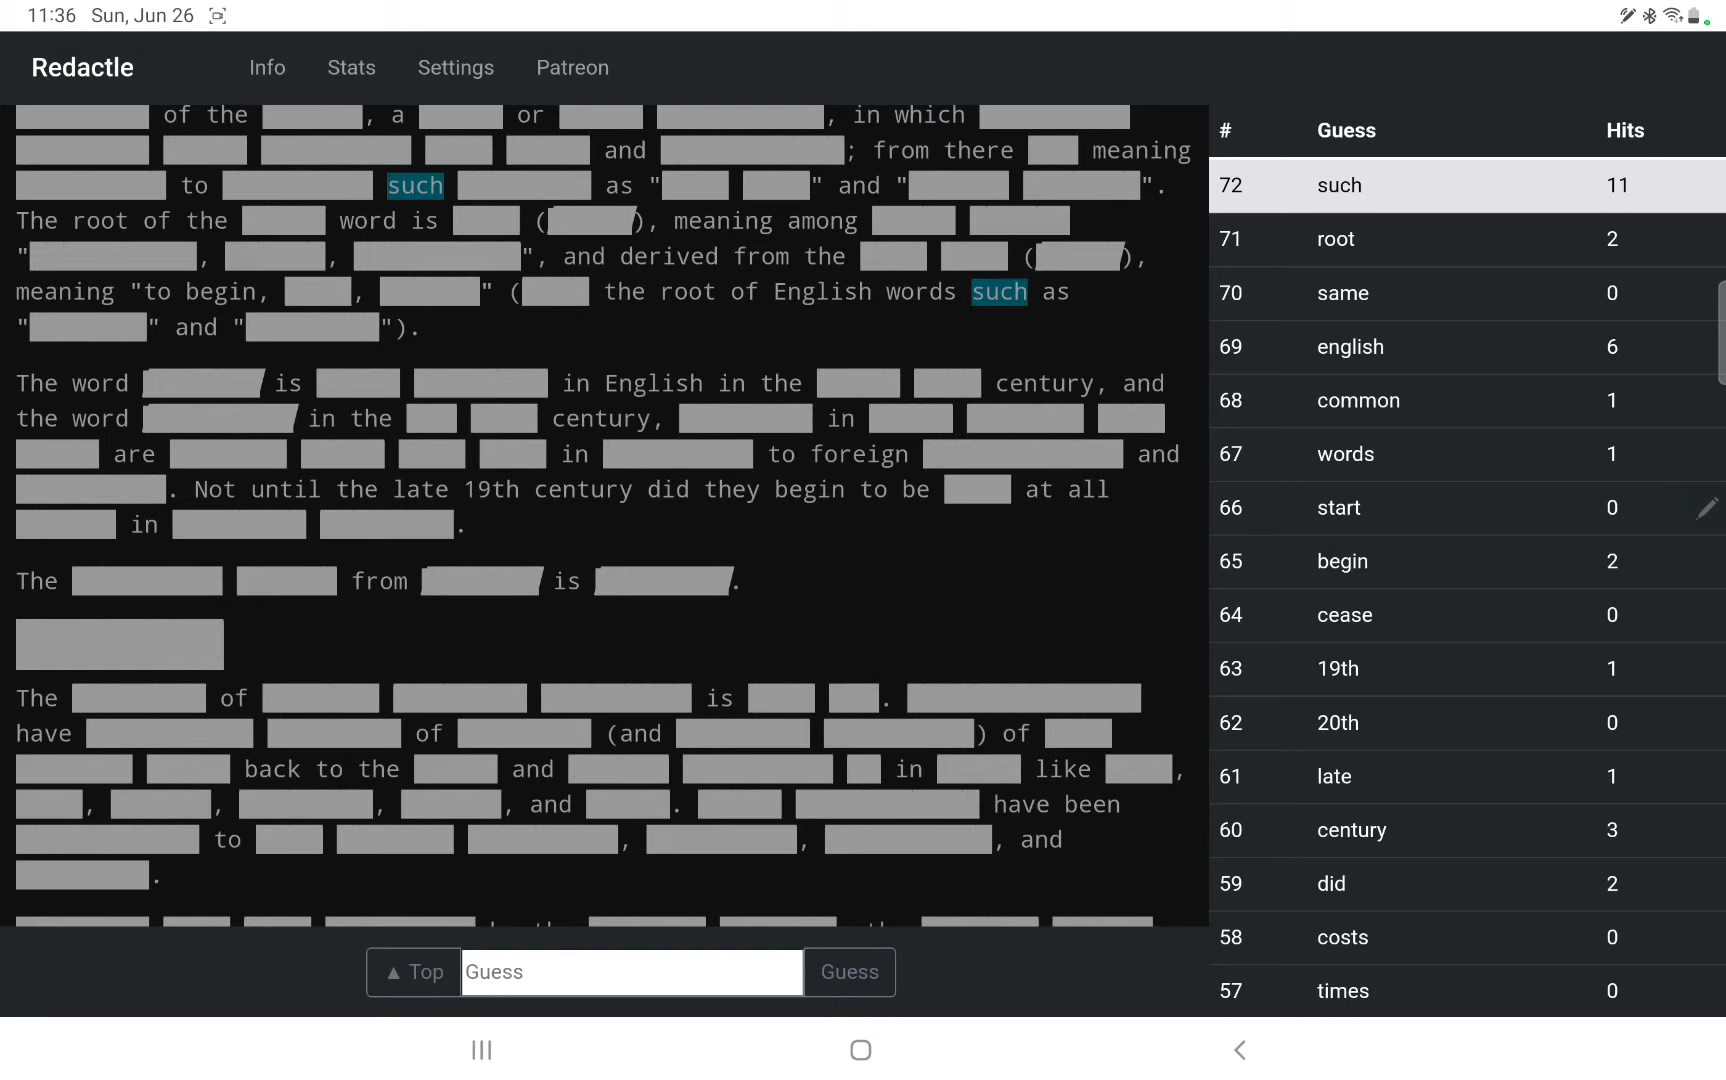 11:36 Sun, Jun 26
Redactle Info Stats Settings Patreon
of the , a or , in which
and ; from there meaning
to such as " " and " ".
The root of the word is ( ), meaning among
" , , ", and derived from the ( ),
meaning "to begin, , " ( the root of English words such as
" " and " ").
The word is in English in the century, and
the word in the century, in
are in to foreign and
. Not until the late 19th century did they begin to be at all
in .
The from is .
The of is .
have of (and ) of
back to the and in like ,
, , , , and . have been
to , , , and
.
▲ Top Guess Guess
# Guess Hits
72 such 11
71 root 2
70 same 0
69 english 6
68 common 1
67 words 1
66 start 0
65 begin 2
64 cease 0
63 19th 1
62 20th 0
61 late 1
60 century 3
59 did 2
58 costs 0
57 times 0